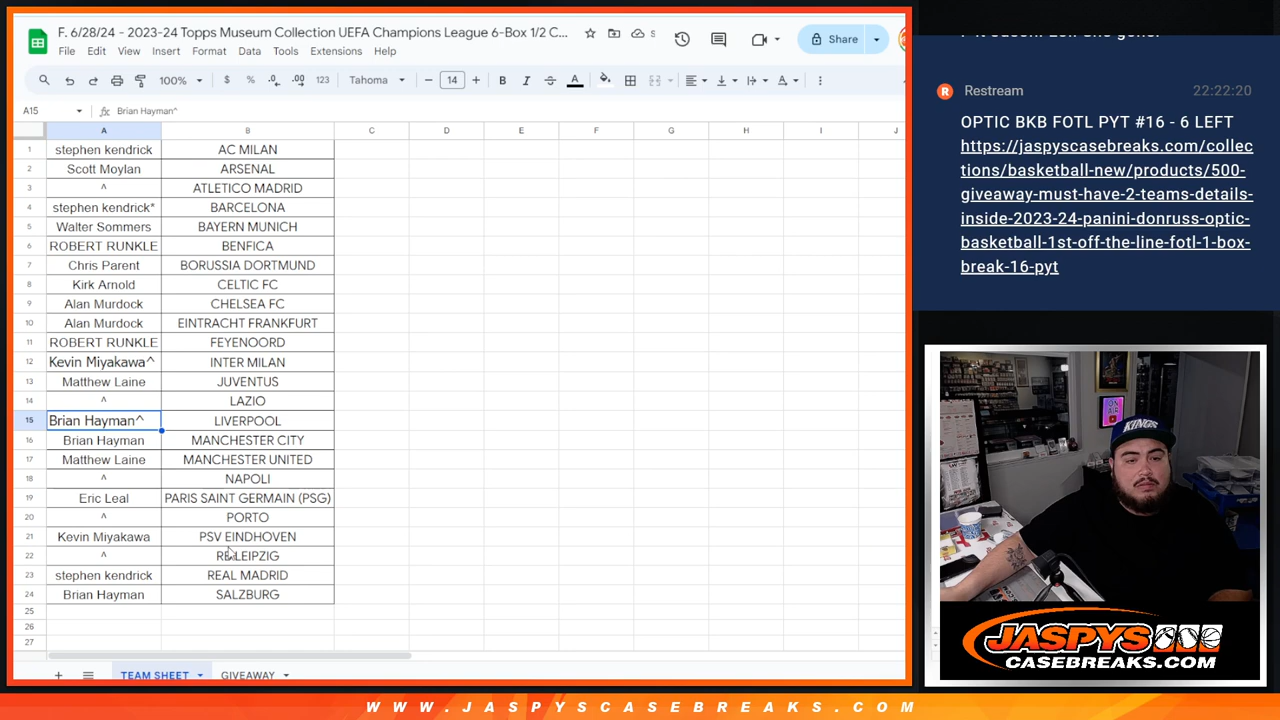 F. 6/28/24 - 2023-24 Topps Museum Collection UEFA Champions League 6-Box 1/2 C...
File Edit View Insert Format Data Tools Extensions
Share
100% $ % .0 .00 123 Tahoma 14 B I A
A15 fx Brian Hayman^
A B C D E F G H I J
1 stephen kendrick AC MILAN
2 Scott Moylan ARSENAL
3 ^ ATLETICO MADRID
4 stephen kendrick* BARCELONA
5 Walter Sommers BAYERN MUNICH
6 ROBERT RUNKLE BENFICA
7 Chris Parent BORUSSIA DORTMUND
8 Kirk Arnold CELTIC FC
9 Alan Murdock CHELSEA FC
10 Alan Murdock EINTRACHT FRANKFURT
11 ROBERT RUNKLE FEYENOORD
12 Kevin Miyakawa^ INTER MILAN
13 Matthew Laine JUVENTUS
14 ^ LAZIO
15 Brian Hayman^ LIVERPOOL
16 Brian Hayman MANCHESTER CITY
17 Matthew Laine MANCHESTER UNITED
18 ^ NAPOLI
19 Eric Leal PARIS SAINT GERMAIN (PSG)
20 ^ PORTO
21 Kevin Miyakawa PSV EINDHOVEN
22 ^ LEIPZIG
23 stephen kendrick REAL MADRID
24 Brian Hayman SALZBURG
25
26
27
TEAM SHEET GIVEAWAY
R Restream 22:22:20
OPTIC BKB FOTL PYT #16 - 6 LEFT
https://jaspyscasebreaks.com/collec
tions/basketball-new/products/500-
giveaway-must-have-2-teams-details-
inside-2023-24-panini-donruss-optic-
basketball-1st-off-the-line-fotl-1-box-
break-16-pyt
ON AIR
KINGS
JASPYS
CASEBREAKS.COM
WWW.JASPYSCASEBREAKS.COM